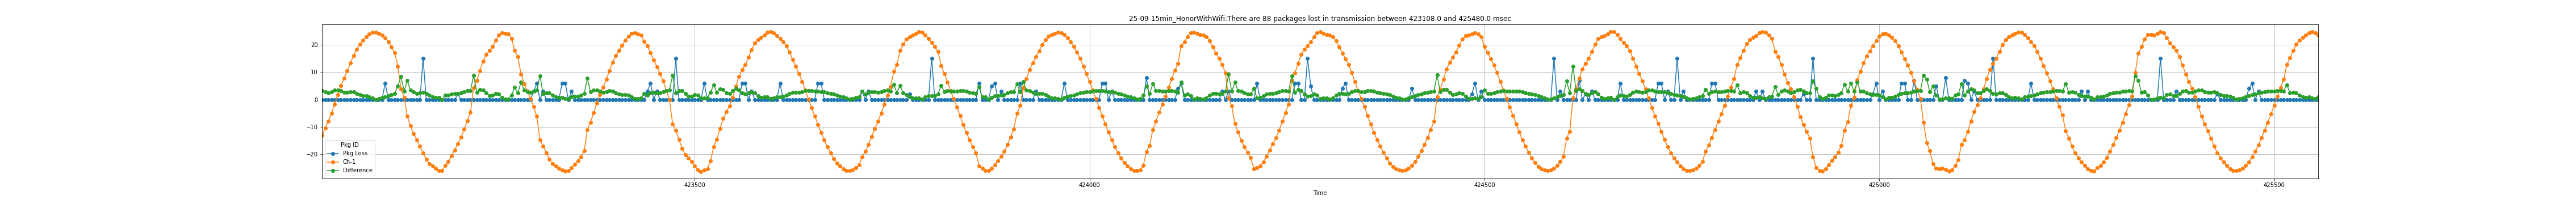 25-09-15min_HonorWithWifi:There are 88 packages lost in transmission between 423108.0 and 425480.0 msec
20
10
0
−10
−20
Pkg ID
Pkg Loss
Ch-1
Difference
423500
424000
424500
425000
425500
Time